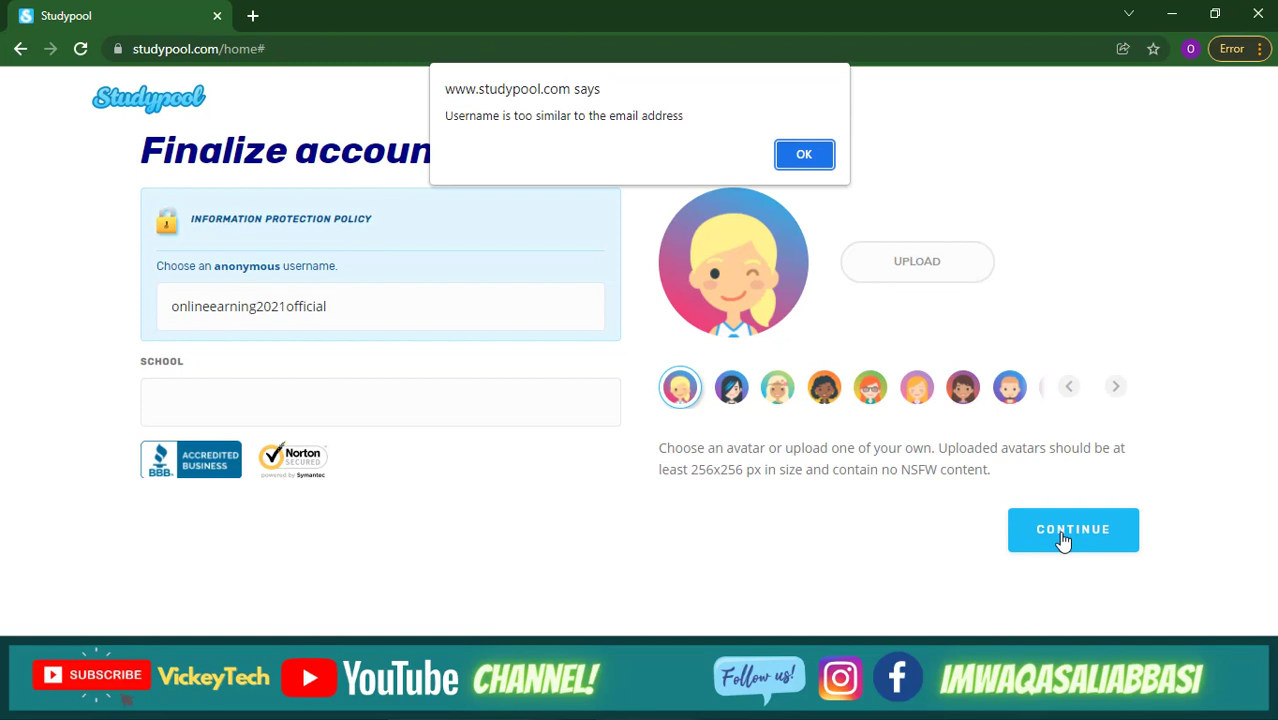 Studypool
studypool.com/home#
O
Error
www.studypool.com says
Username is too similar to the email address
OK
Studypool
Finalize accoun
INFORMATION PROTECTION POLICY
Choose an anonymous username.
onlineearning2021official
SCHOOL
BBB
ACCREDITED
BUSINESS
Norton
SECURED
powered by Symantec
UPLOAD
Choose an avatar or upload one of your own. Uploaded avatars should be at
least 256x256 px in size and contain no NSFW content.
CONTINUE
SUBSCRIBE VickeyTech YouTube CHANNEL! Follow us! IMWAQASALIABBASI